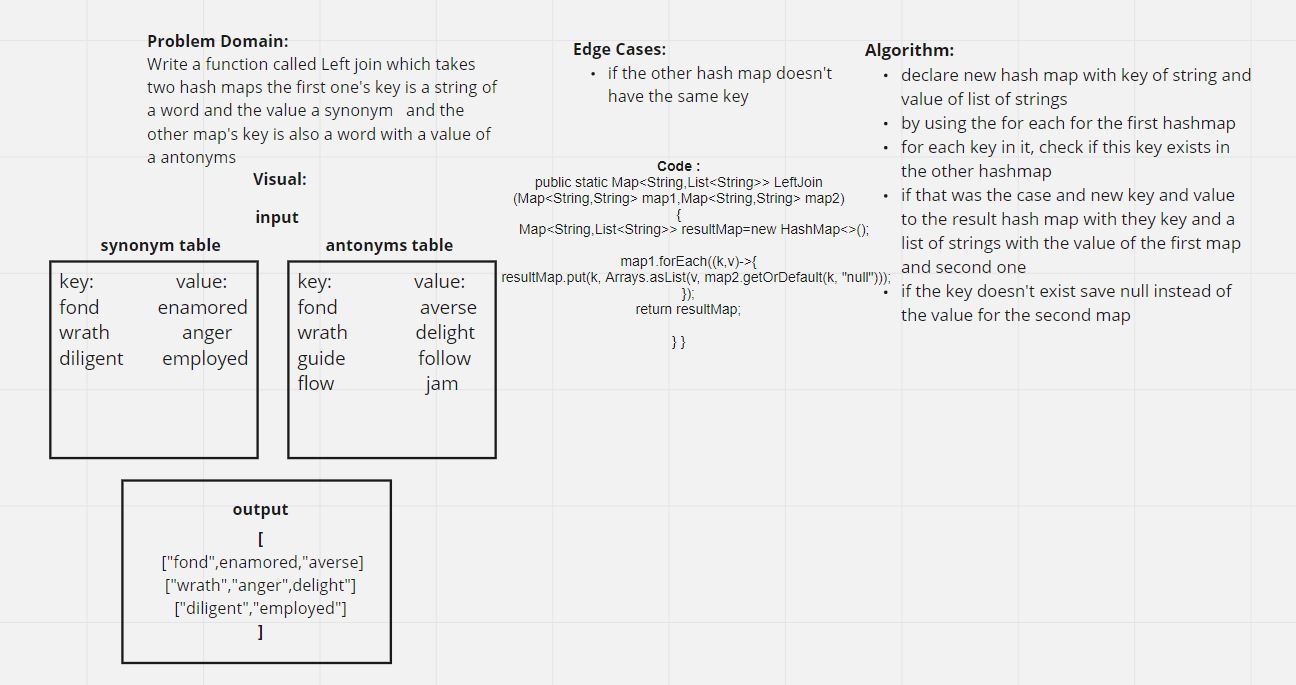 Problem Domain:
Write a function called Left join which takes
two hash maps the first one's key is a string of
a word and the value a synonym and the
other map's key is also a word with a value of
a antonyms
Visual:
input
synonym table
key: value:
fond enamored
wrath anger
diligent employed
antonyms table
key: value:
fond averse
wrath delight
guide follow
flow jam
output
[
["fond",enamored,"averse]
["wrath","anger",delight"]
["diligent","employed"]
]
Edge Cases:
• if the other hash map doesn't
have the same key
Code :
public static Map<String,List<String>> LeftJoin
(Map<String,String> map1,Map<String,String> map2)
{
Map<String,List<String>> resultMap=new HashMap<>();
map1.forEach((k,v)->{
resultMap.put(k, Arrays.asList(v, map2.getOrDefault(k, "null")));
});
return resultMap;
} }
Algorithm:
• declare new hash map with key of string and
value of list of strings
• by using the for each for the first hashmap
• for each key in it, check if this key exists in
the other hashmap
• if that was the case and new key and value
to the result hash map with they key and a
list of strings with the value of the first map
and second one
• if the key doesn't exist save null instead of
the value for the second map